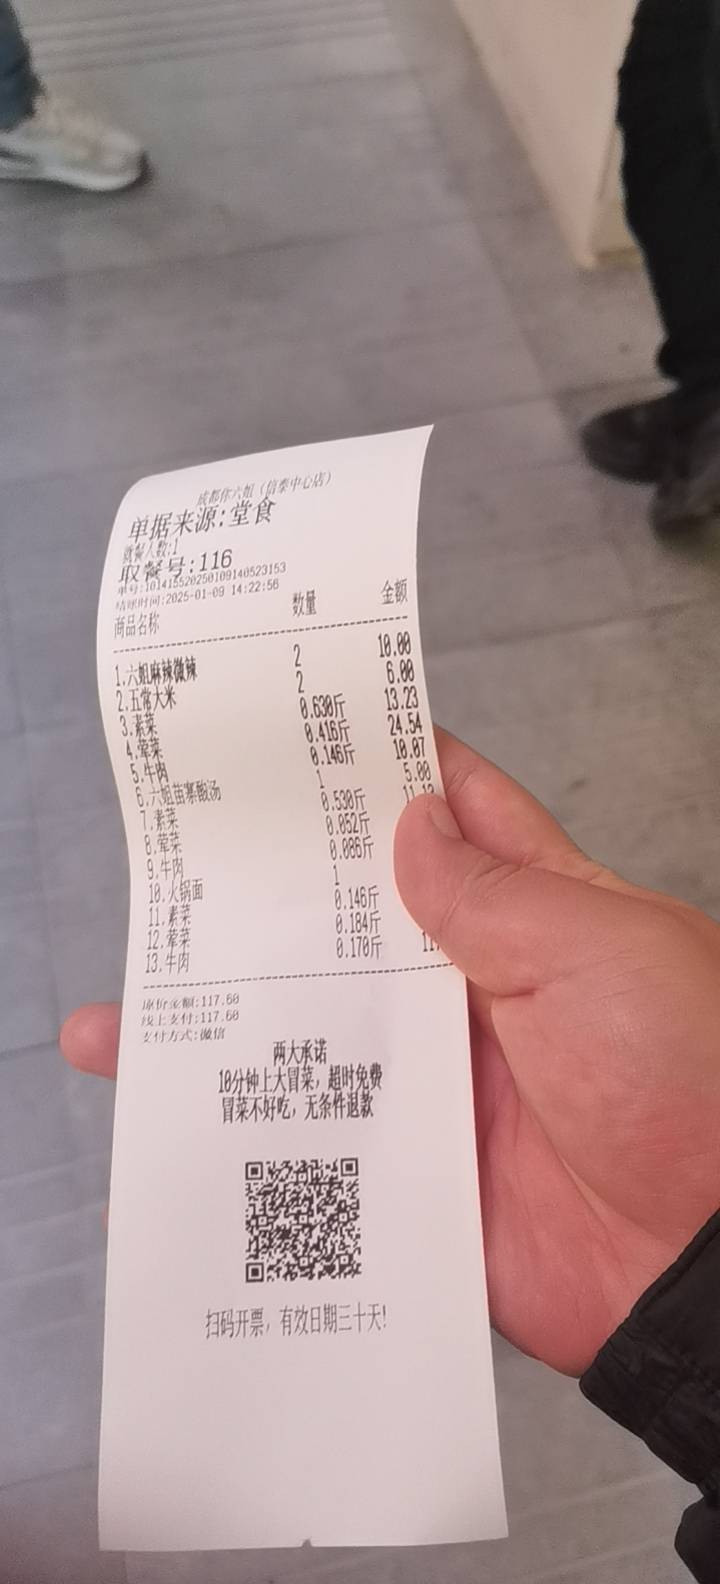 成都你六姐（信泰中心店）
单据来源:堂食
就餐人数:1
取餐号:116
单号:101415520250109140523153
结账时间:2025-01-09 14:22:56
商品名称 数量 金额
1.六姐麻辣微辣 2 10.00
2.五常大米 2 6.00
3.素菜 0.630斤 13.23
4.荤菜 0.416斤 24.54
5.牛肉 0.146斤 10.07
6.六姐苗寨酸汤 1 5.00
7.素菜 0.530斤
8.荤菜 0.052斤
9.牛肉 0.086斤
10.火锅面 1
11.素菜 0.146斤
12.荤菜 0.184斤
13.牛肉 0.170斤
原价金额:117.60
线上支付:117.60
支付方式:微信
两大承诺
10分钟上大冒菜，超时免费
冒菜不好吃，无条件退款
扫码开票，有效日期三十天!